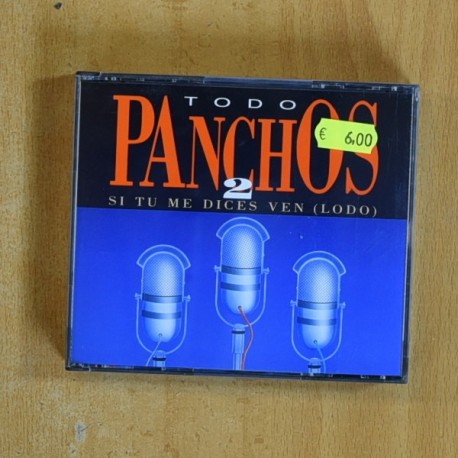 TODO
PANCHOS
€ 6,00
2
SI TU ME DICES VEN (LODO)